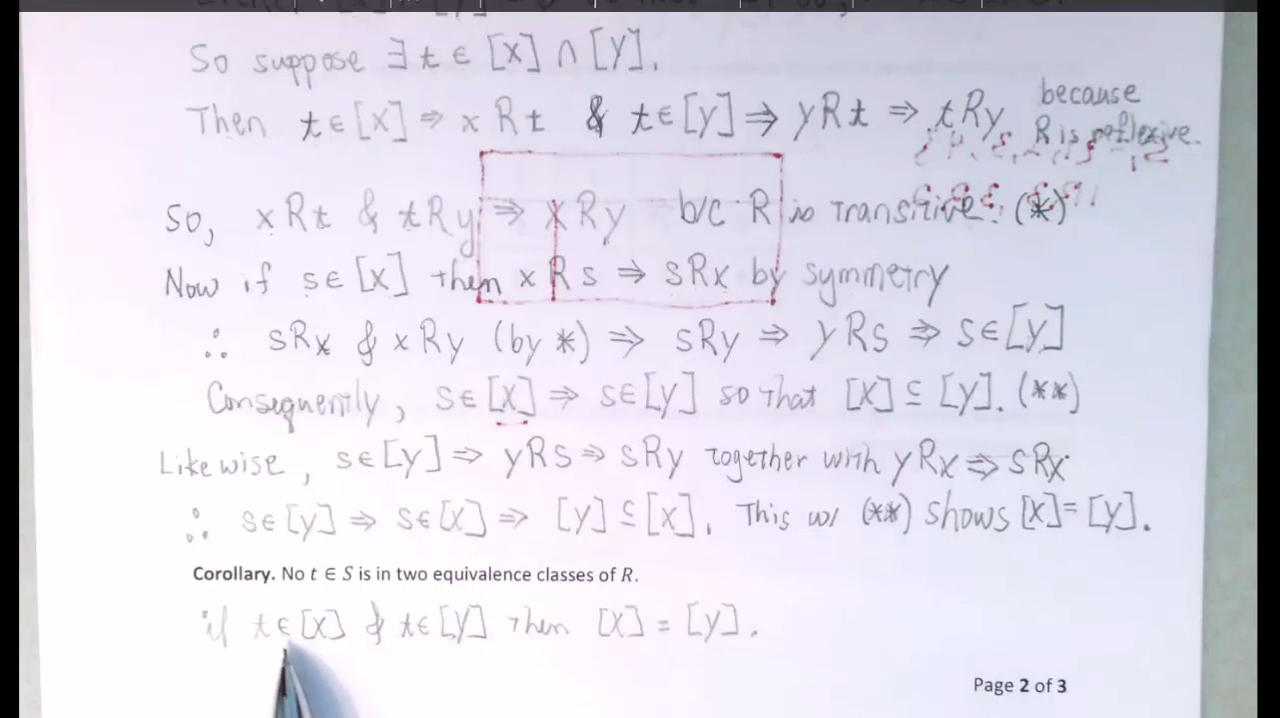 So suppose ∃ t ∈ [x] ∩ [y].
Then t ∈ [x] ⇒ x R t & t ∈ [y] ⇒ y R t ⇒ t R y because
R is reflexive.
So, x R t & t R y ⇒ x R y b/c R is transitive. (*)
Now if s ∈ [x] then x R s ⇒ s R x by symmetry
∴ s R x & x R y (by *) ⇒ s R y ⇒ y R s ⇒ s ∈ [y]
Consequently, s ∈ [x] ⇒ s ∈ [y] so that [x] ⊆ [y]. (**)
Likewise, s ∈ [y] ⇒ y R s ⇒ s R y together with y R x ⇒ s R x
∴ s ∈ [y] ⇒ s ∈ [x] ⇒ [y] ⊆ [x]. This w/ (**) shows [x] = [y].
Corollary. No t ∈ S is in two equivalence classes of R.
if t ∈ [x] & t ∈ [y] then [x] = [y].
Page 2 of 3